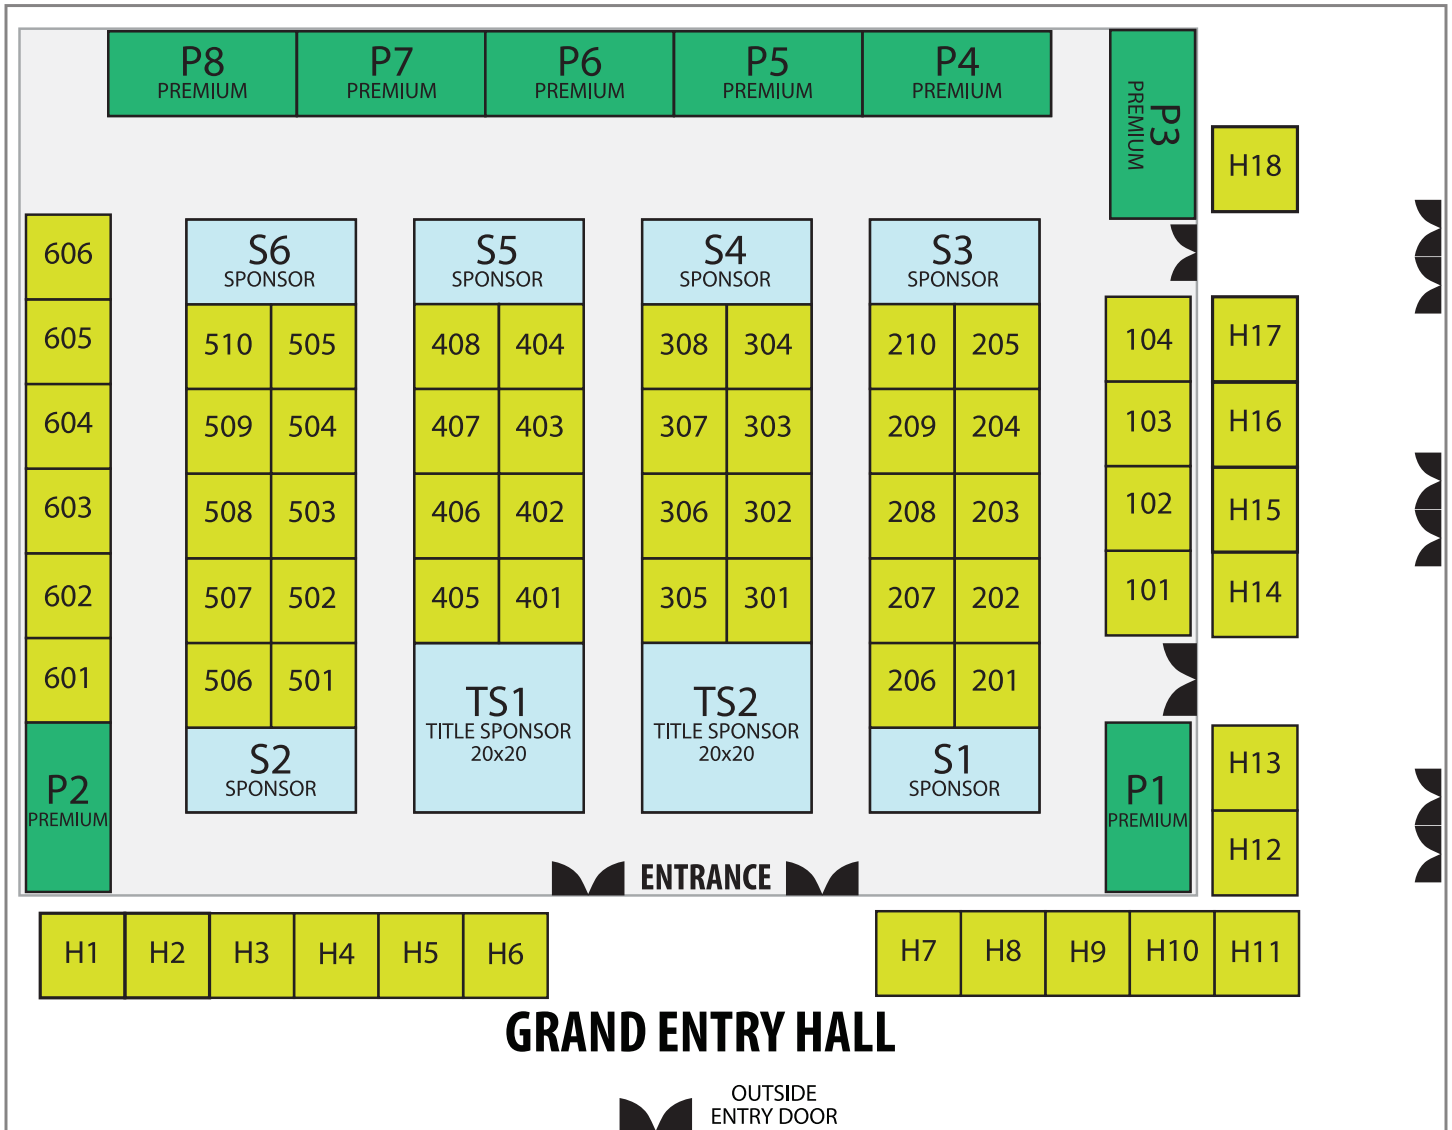 P8
PREMIUM
P7
PREMIUM
P6
PREMIUM
P5
PREMIUM
P4
PREMIUM
P3
PREMIUM
H18
606
S6
SPONSOR
S5
SPONSOR
S4
SPONSOR
S3
SPONSOR
605
510 505 408 404 308 304 210 205 104 H17
604
509 504 407 403 307 303 209 204 103 H16
603
508 503 406 402 306 302 208 203 102 H15
602
507 502 405 401 305 301 207 202 101 H14
601
506 501
TS1
TITLE SPONSOR
20x20
TS2
TITLE SPONSOR
20x20
206 201
P2
PREMIUM
S2
SPONSOR
S1
SPONSOR
P1
PREMIUM
H13
H12
ENTRANCE
H1 H2 H3 H4 H5 H6 H7 H8 H9 H10 H11
GRAND ENTRY HALL
OUTSIDE
ENTRY DOOR